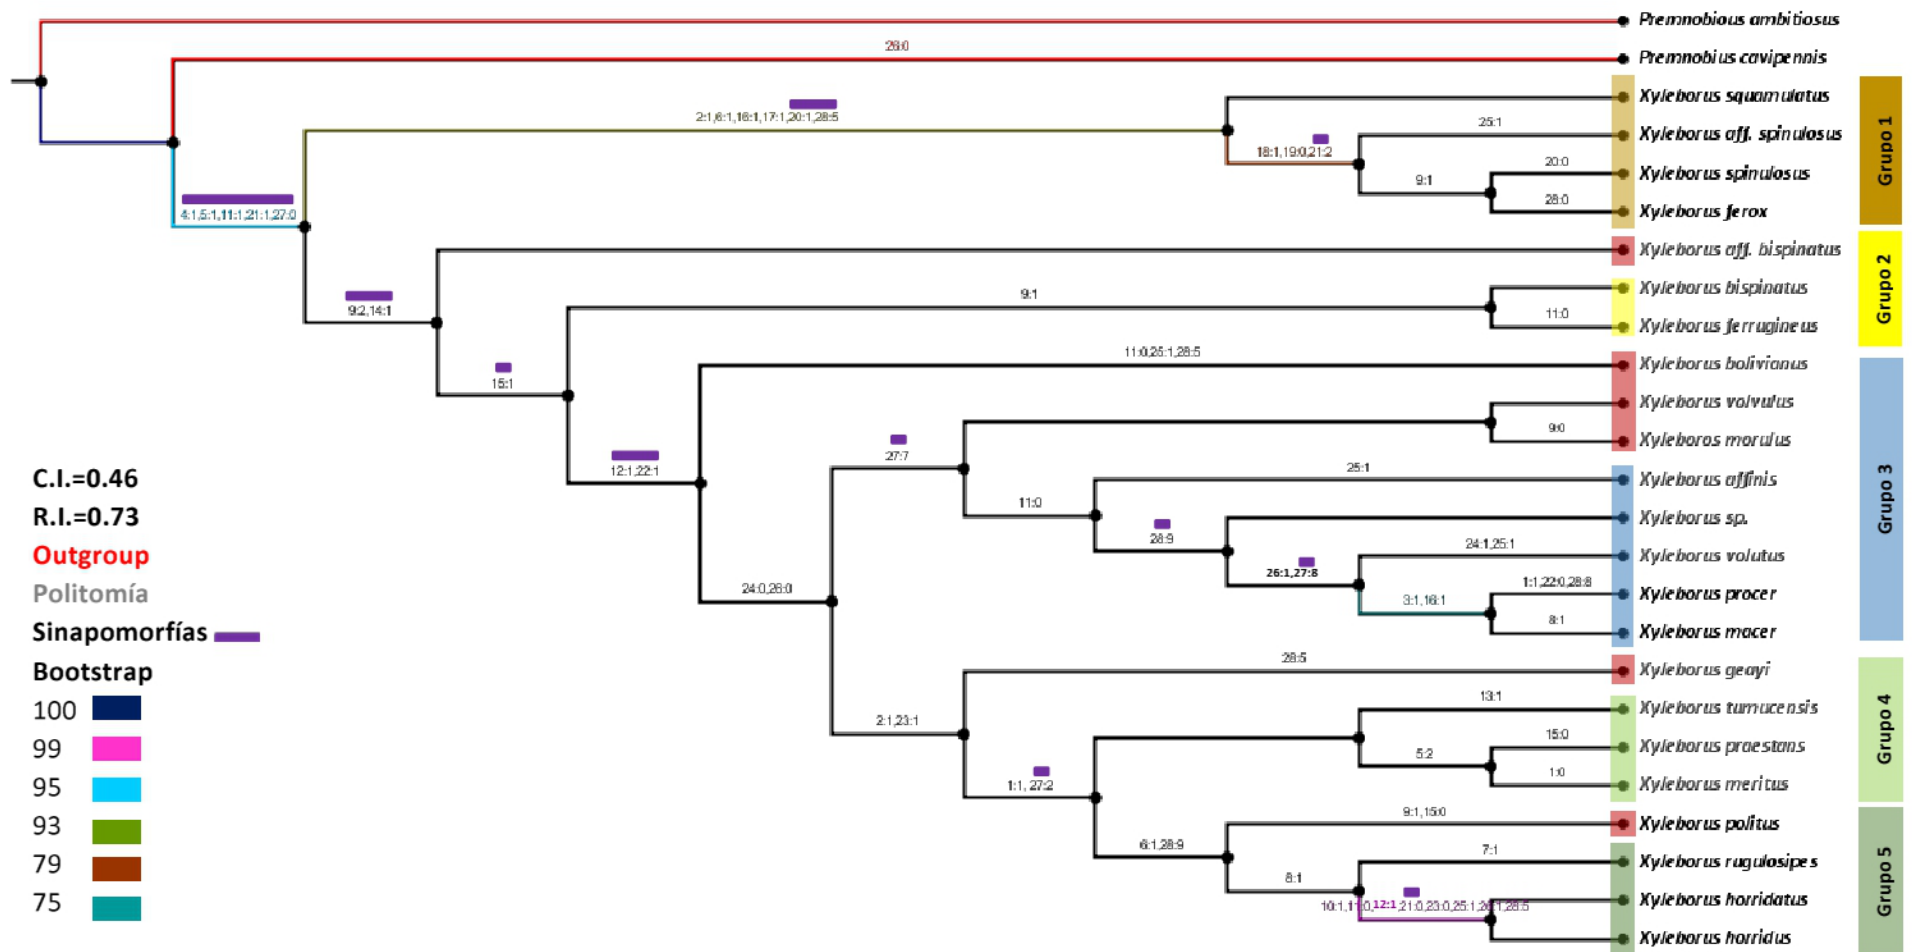 Premnobious ambitiosus
26:0
Premnobius cavipennis
2:1,6:1,16:1,17:1,20:1,28:5
Xyleborus squamulatus
25:1
Xyleborus aff. spinulosus
18:1,19:0,21:2
20:0
Xyleborus spinulosus
9:1
28:0
Xyleborus ferox
Grupo 1
4:1,5:1,11:1,21:1,27:0
Xyleborus aff. bispinatus
9:2,14:1
9:1
Xyleborus bispinatus
11:0
Xyleborus ferrugineus
Grupo 2
15:1
11:0,25:1,28:5
Xyleborus bolivianus
Xyleborus volvulus
9:0
Xyleboros morulus
12:1,22:1
27:7
25:1
Xyleborus affinis
11:0
Xyleborus sp.
28:9
24:1,25:1
Xyleborus volutus
26:1,27:8
1:1,22:0,28:8
Xyleborus procer
3:1,16:1
8:1
Xyleborus macer
Grupo 3
24:0,26:0
28:5
Xyleborus geayi
2:1,23:1
13:1
Xyleborus tumucensis
15:0
Xyleborus praestans
5:2
1:0
Xyleborus meritus
Grupo 4
1:1, 27:2
9:1,15:0
Xyleborus politus
6:1,28:9
7:1
Xyleborus rugulosipes
8:1
12:1
,21:0,23:0,25:1,
Xyleborus horridatus
Xyleborus horridus
Grupo 5
C.I.=0.46
R.I.=0.73
Outgroup
Politomía
Sinapomorfías
Bootstrap
100
99
95
93
79
75